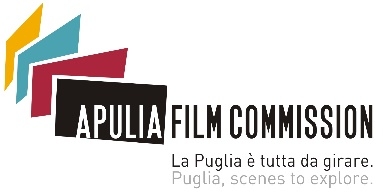 APULIA FILM COMMISSION
La Puglia è tutta da girare.
Puglia, scenes to explore.